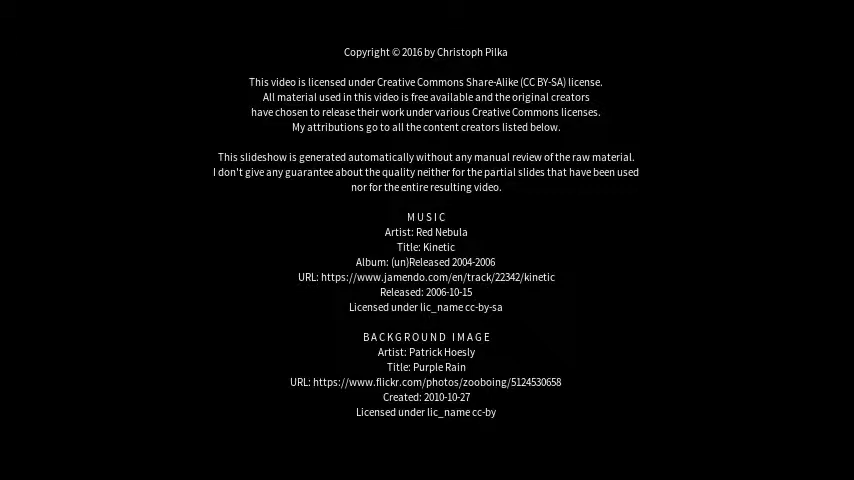 Copyright © 2016 by Christoph Pilka
This video is licensed under Creative Commons Share-Alike (CC BY-SA) license.
All material used in this video is free available and the original creators
have chosen to release their work under various Creative Commons licenses.
My attributions go to all the content creators listed below.
This slideshow is generated automatically without any manual review of the raw material.
I don't give any guarantee about the quality neither for the partial slides that have been used
nor for the entire resulting video.
MUSIC
Artist: Red Nebula
Title: Kinetic
Album: (un)Released 2004-2006
URL: https://www.jamendo.com/en/track/22342/kinetic
Released: 2006-10-15
Licensed under lic_name cc-by-sa
BACKGROUND IMAGE
Artist: Patrick Hoesly
Title: Purple Rain
URL: https://www.flickr.com/photos/zooboing/5124530658
Created: 2010-10-27
Licensed under lic_name cc-by